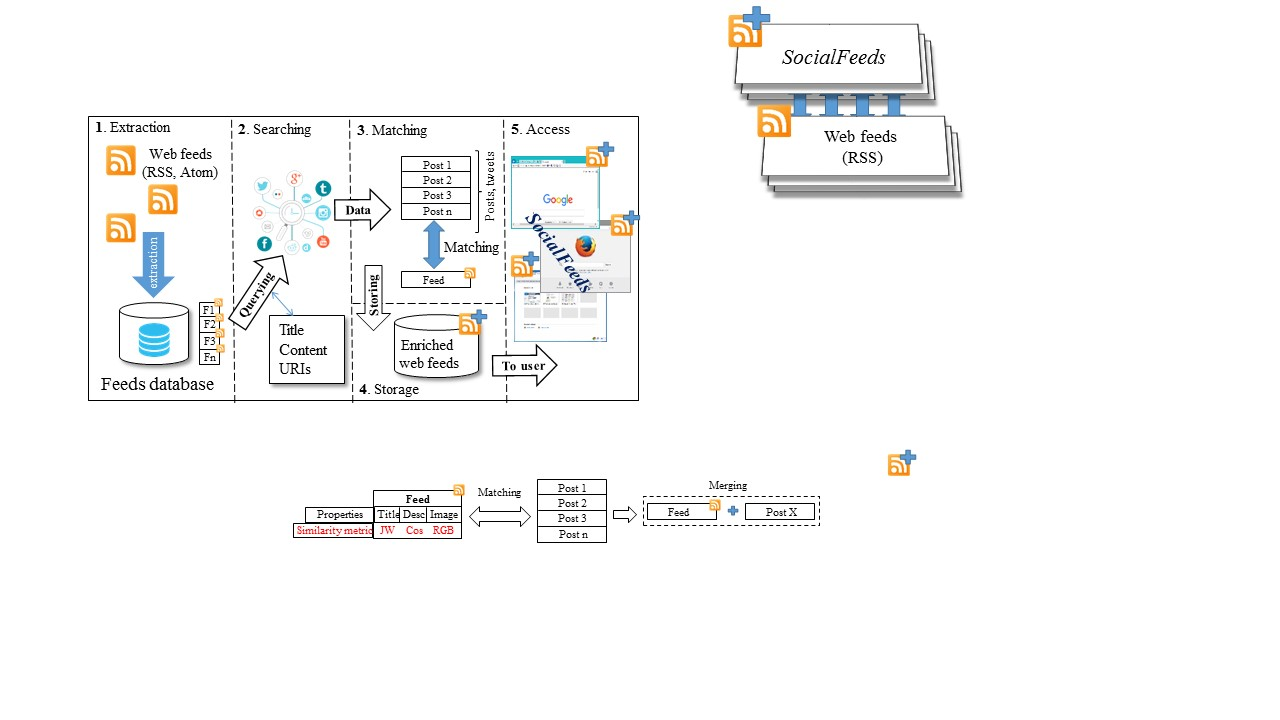 SocialFeeds
Web feeds
(RSS)
1. Extraction
Web feeds
(RSS, Atom)
extraction
F1
F2
F3
Fn
Feeds database
2. Searching
Querying
Title
Content
URIs
Data
3. Matching
Post 1
Post 2
Post 3
Post n
Posts, tweets
Matching
Feed
Storing
Enriched
web feeds
4. Storage
To user
5. Access
Google
SocialFeeds
Feed
Properties
Title
Desc
Image
Similarity metric
JW
Cos
RGB
Matching
Post 1
Post 2
Post 3
Post n
Merging
Feed
Post X